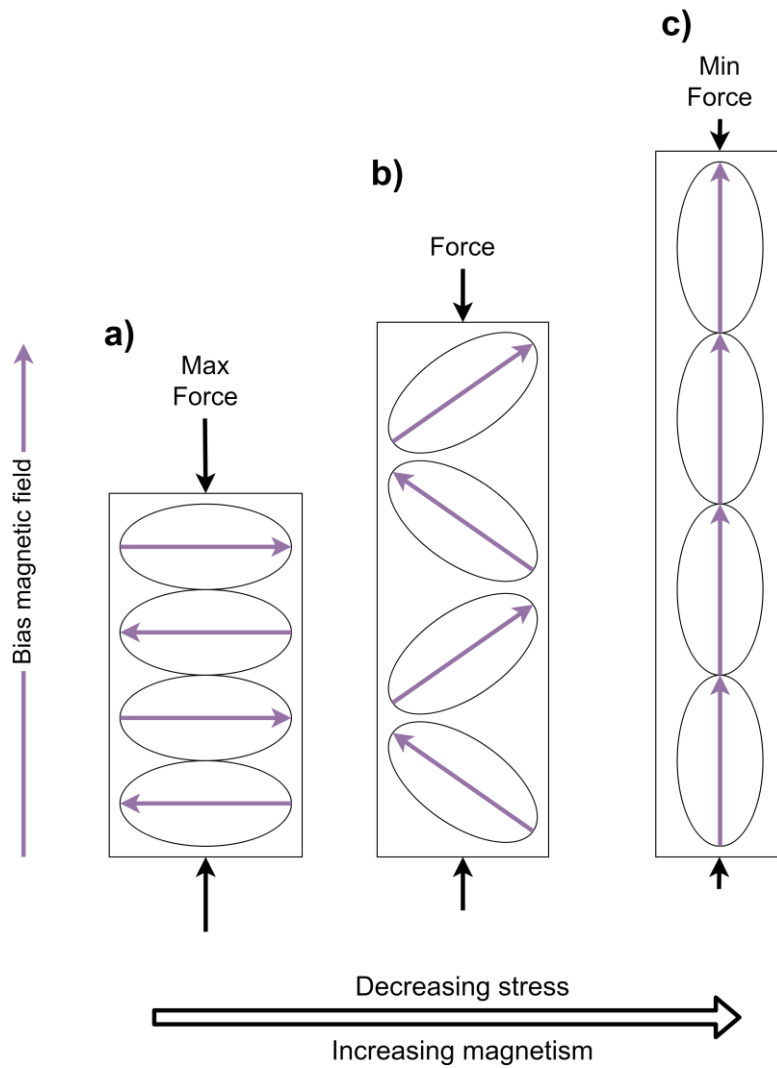 a)
Max
Force
b)
Force
c)
Min
Force
Bias magnetic field
Decreasing stress
Increasing magnetism